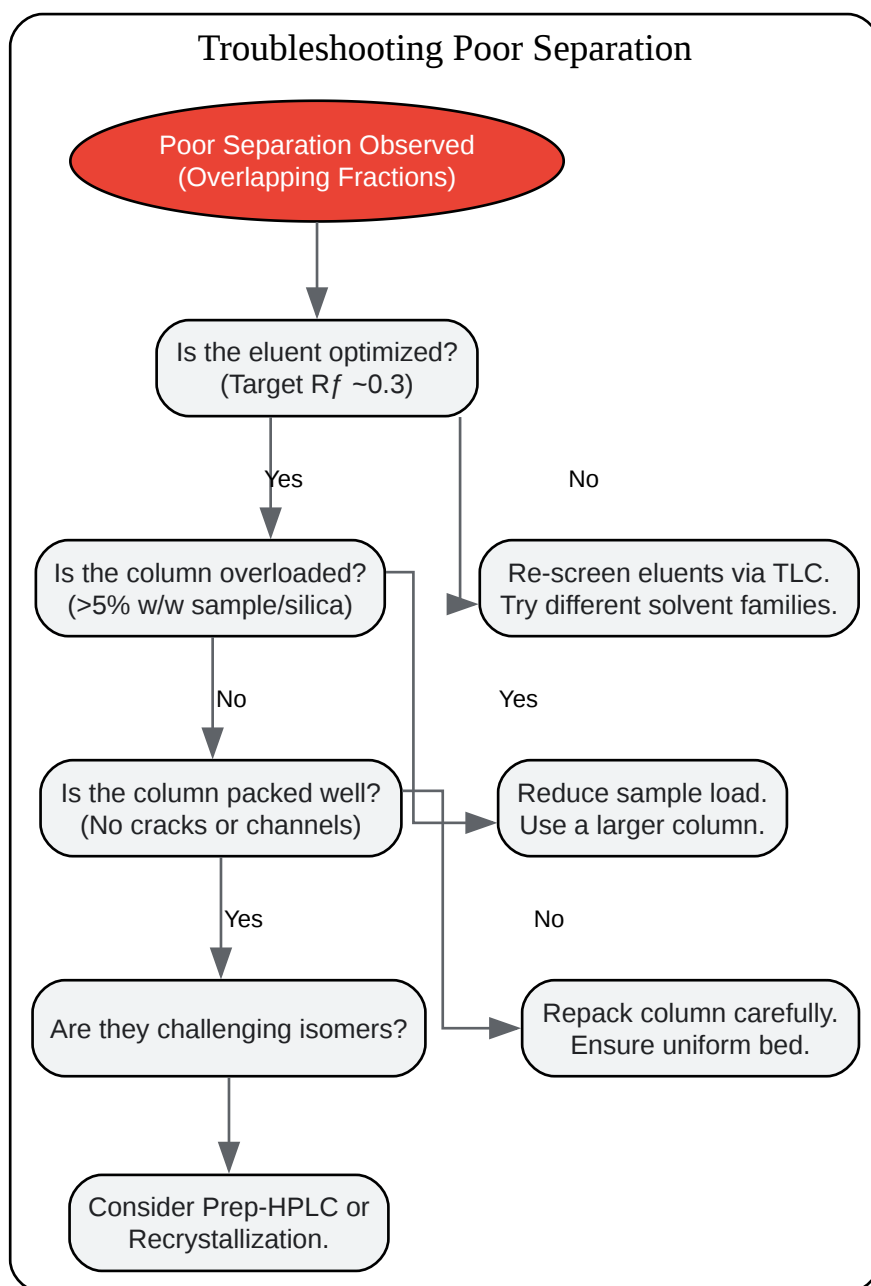 Troubleshooting Poor Separation
Poor Separation Observed
(Overlapping Fractions)
Is the eluent optimized?
(Target Rƒ ~0.3)
Yes
No
Is the column overloaded?
(>5% w/w sample/silica)
Re-screen eluents via TLC.
Try different solvent families.
No
Yes
Is the column packed well?
(No cracks or channels)
Reduce sample load.
Use a larger column.
Yes
No
Are they challenging isomers?
Repack column carefully.
Ensure uniform bed.
Consider Prep-HPLC or
Recrystallization.